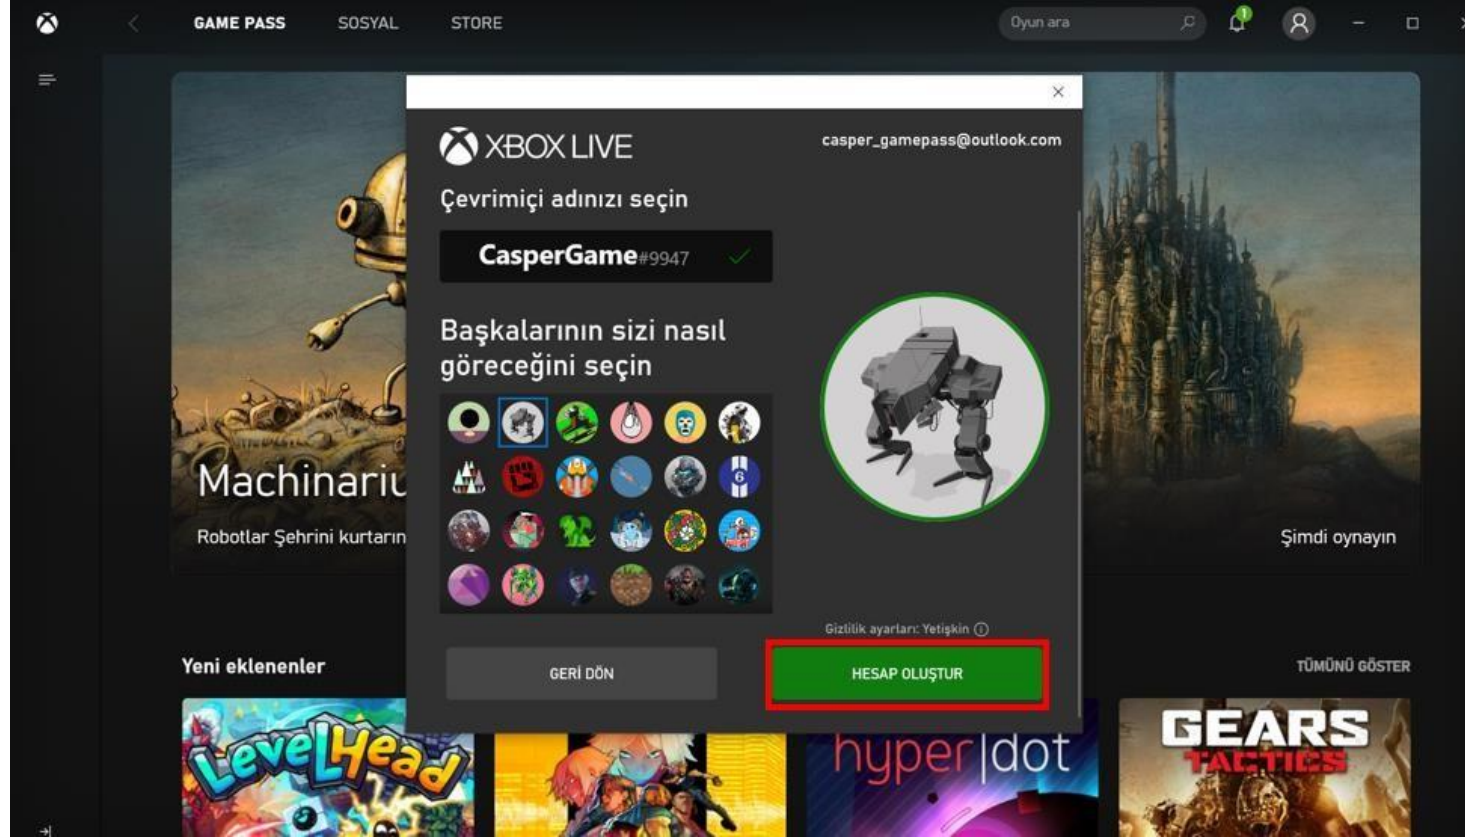 GAME PASS SOSYAL STORE Oyun ara 1
XBOX LIVE casper_gamepass@outlook.com
Çevrimiçi adınızı seçin
CasperGame#9947
Başkalarının sizi nasıl
göreceğini seçin
6
Machinariu
Robotlar Şehrini kurtarın
Şimdi oynayın
Gizlilik ayarları: Yetişkin
GERİ DÖN HESAP OLUŞTUR
Yeni eklenenler TÜMÜNÜ GÖSTER
LevelHead
hyper|dot
GEARS
TACTICS